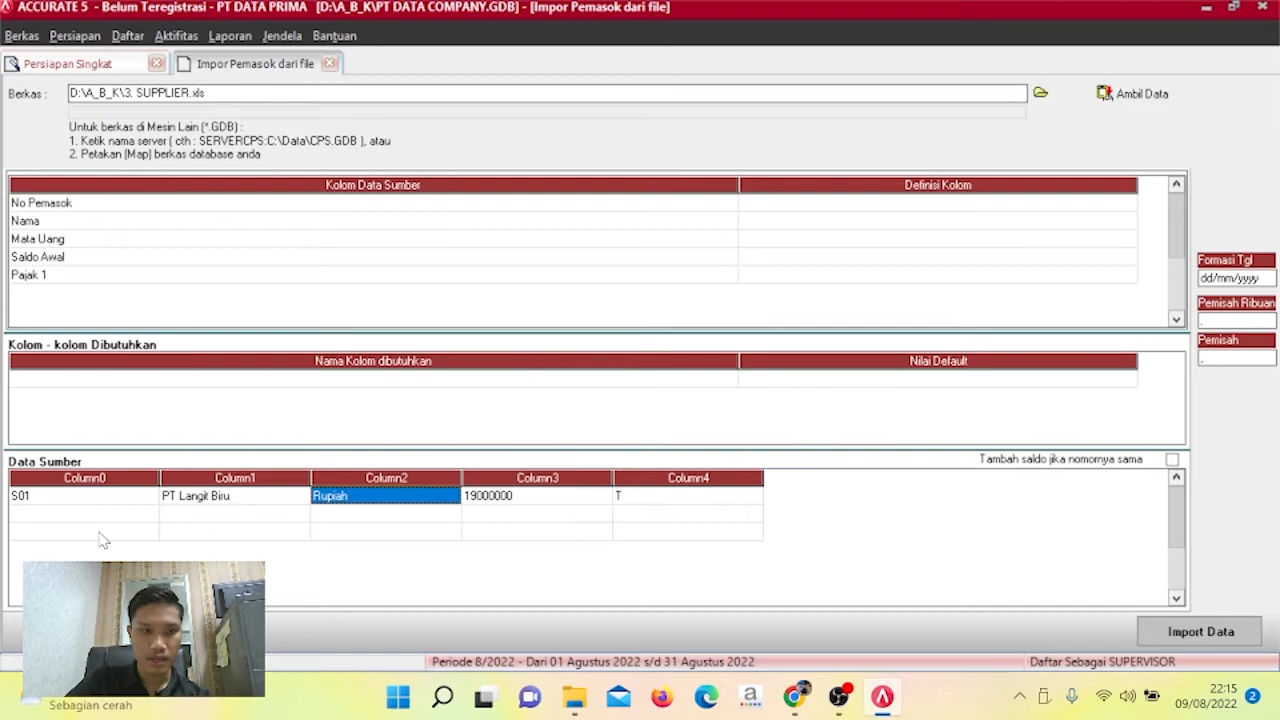 ACCURATE 5 - Belum Teregistrasi - PT DATA PRIMA [D:\A_B_K\PT DATA COMPANY.GDB] - [Impor Pemasok dari file]
Berkas Persiapan Daftar Aktifitas Laporan Jendela Bantuan
Persiapan Singkat Impor Pemasok dari file
Berkas : D:\A_B_K\3. SUPPLIER.xls Ambil Data
Untuk berkas di Mesin Lain (*.GDB) :
1. Ketik nama server ( cth : SERVERCPS:C:\Data\CPS.GDB ), atau
2. Petakan (Map) berkas database anda
Kolom Data Sumber Definisi Kolom
No Pemasok
Nama
Mata Uang
Saldo Awal
Pajak 1
Formasi Tgl
dd/mm/yyyy
Pemisah Ribuan
Pemisah
Kolom - kolom Dibutuhkan
Nama Kolom dibutuhkan Nilai Default
Data Sumber Tambah saldo jika nomornya sama
Column0 Column1 Column2 Column3 Column4
S01 PT Langit Biru Rupiah 19000000 T
Import Data
Periode 8/2022 - Dari 01 Agustus 2022 s/d 31 Agustus 2022 Daftar Sebagai SUPERVISOR
Sebagian cerah
22:15
09/08/2022
2